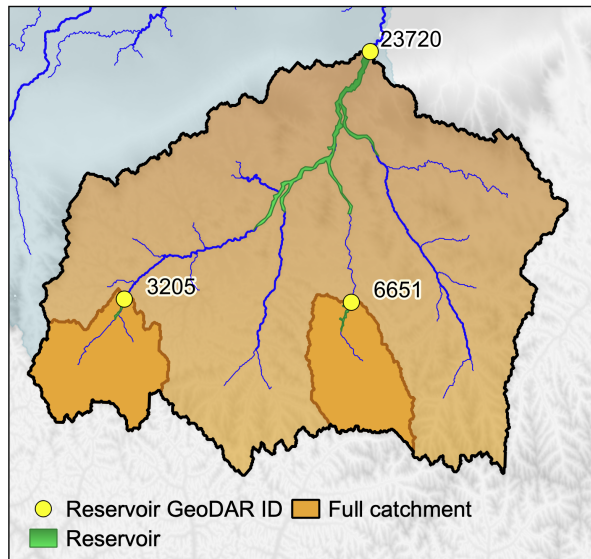 23720
3205
6651
Reservoir GeoDAR ID
Full catchment
Reservoir